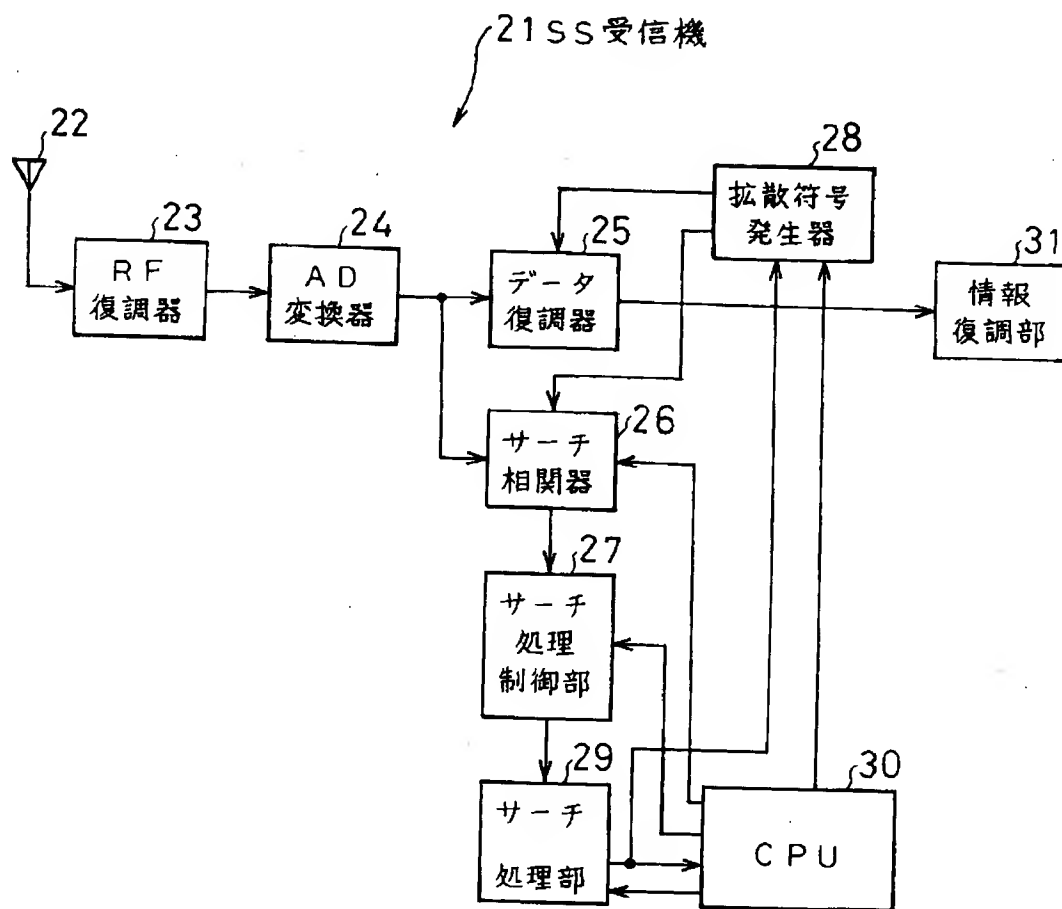 21SS受信機
22
23
RF
復調器
24
AD
変換器
25
データ
復調器
28
拡散符号
発生器
31
情報
復調部
26
サーチ
相関器
27
サーチ
処理
制御部
29
サーチ
処理部
30
CPU